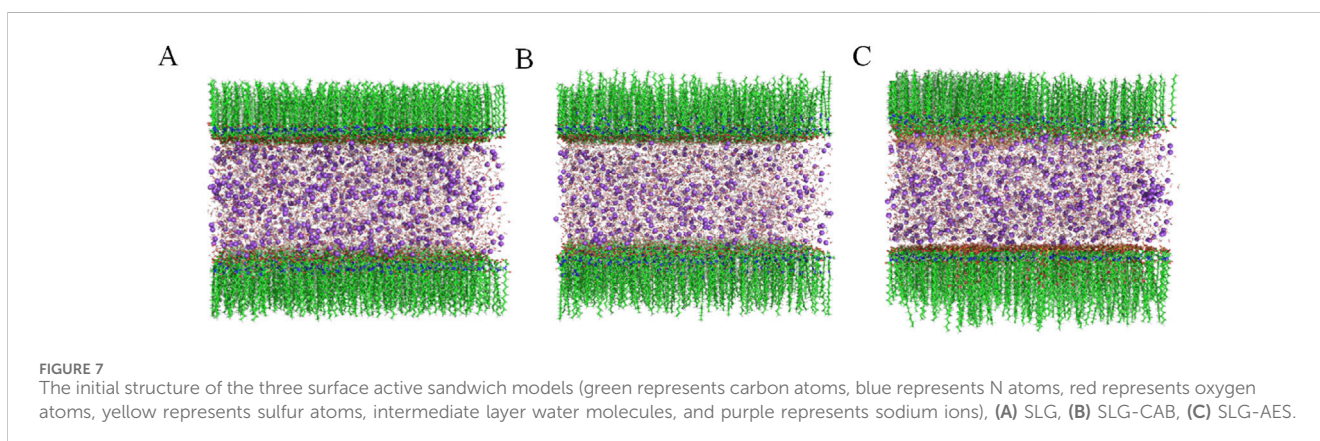 A
B
C
FIGURE 7
The initial structure of the three surface active sandwich models (green represents carbon atoms, blue represents N atoms, red represents oxygen
atoms, yellow represents sulfur atoms, intermediate layer water molecules, and purple represents sodium ions), (A) SLG, (B) SLG-CAB, (C) SLG-AES.